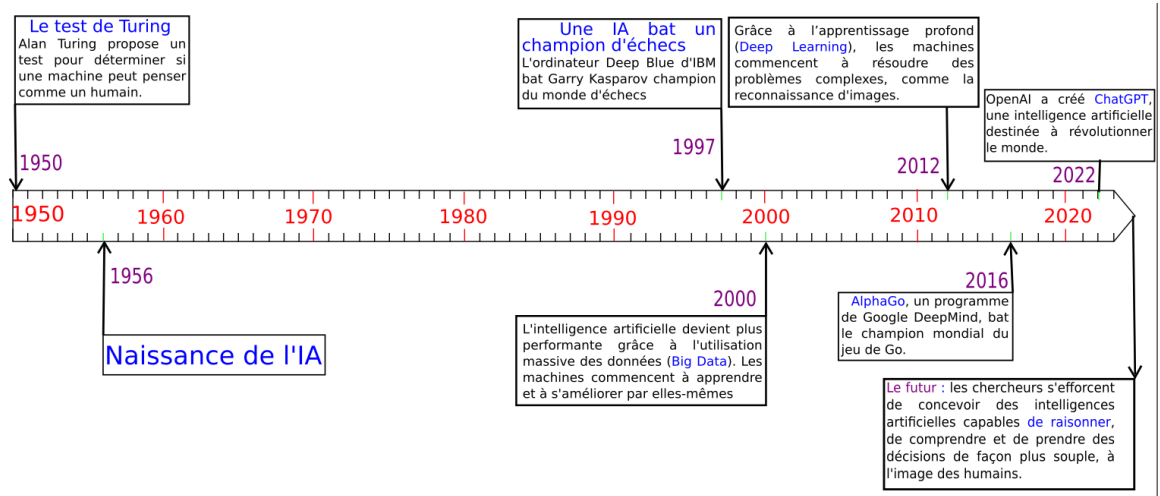 Le test de Turing
Alan Turing propose un
test pour déterminer si
une machine peut penser
comme un humain.
1950
Une IA bat un
champion d'échecs
L'ordinateur Deep Blue d'IBM
bat Garry Kasparov champion
du monde d'échecs
1997
Grâce à l’apprentissage profond
(Deep Learning), les machines
commencent à résoudre des
problèmes complexes, comme la
reconnaissance d'images.
2012
OpenAI a créé ChatGPT,
une intelligence artificielle
destinée à révolutionner
le monde.
2022
1950 1960 1970 1980 1990 2000 2010 2020
1956
Naissance de l'IA
2000
L'intelligence artificielle devient plus
performante grâce à l'utilisation
massive des données (Big Data). Les
machines commencent à apprendre
et à s'améliorer par elles-mêmes
2016
AlphaGo, un programme
de Google DeepMind, bat
le champion mondial du
jeu de Go.
Le futur : les chercheurs s'efforcent
de concevoir des intelligences
artificielles capables de raisonner,
de comprendre et de prendre des
décisions de façon plus souple, à
l'image des humains.